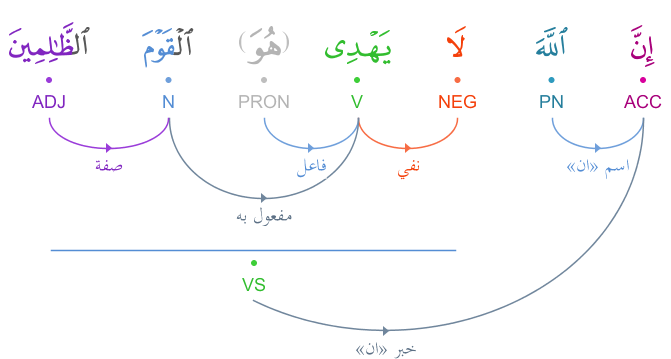 إِنَّ ٱللَّهَ لَا يَهْدِى (هُوَ) ٱلْقَوْمَ ٱلظَّـٰلِمِينَ
ACC PN NEG V PRON N ADJ
اسم «ان» نفي فاعل صفة
مفعول به
VS
خبر «ان»